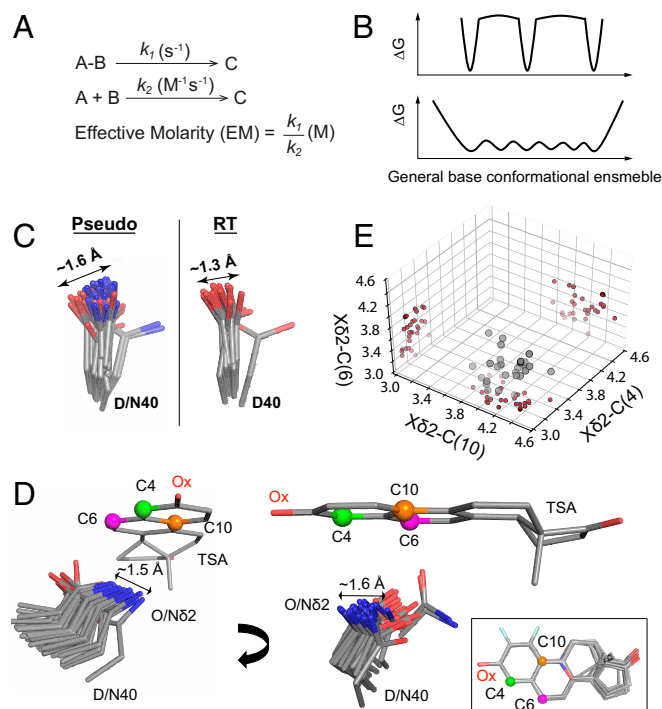 A
A-B k₁ (s⁻¹) C
A + B k₂ (M⁻¹s⁻¹) C
Effective Molarity (EM) = k₁/k₂ (M)
B
ΔG
ΔG
General base conformational ensmeble
C
Pseudo
RT
~1.6 Å
~1.3 Å
D/N40
D40
E
4.6
4.2
3.8
3.4
3.0
Xδ2-C(6)
3.0
3.4
3.8
4.2
4.6
Xδ2-C(10)
3.0
3.4
3.8
4.2
4.6
Xδ2-C(4)
D
Ox
C4
C6
C10
TSA
~1.5 Å
O/Nδ2
D/N40
Ox
C10
TSA
C4
C6
~1.6 Å
O/Nδ2
D/N40
C10
Ox
C4
C6